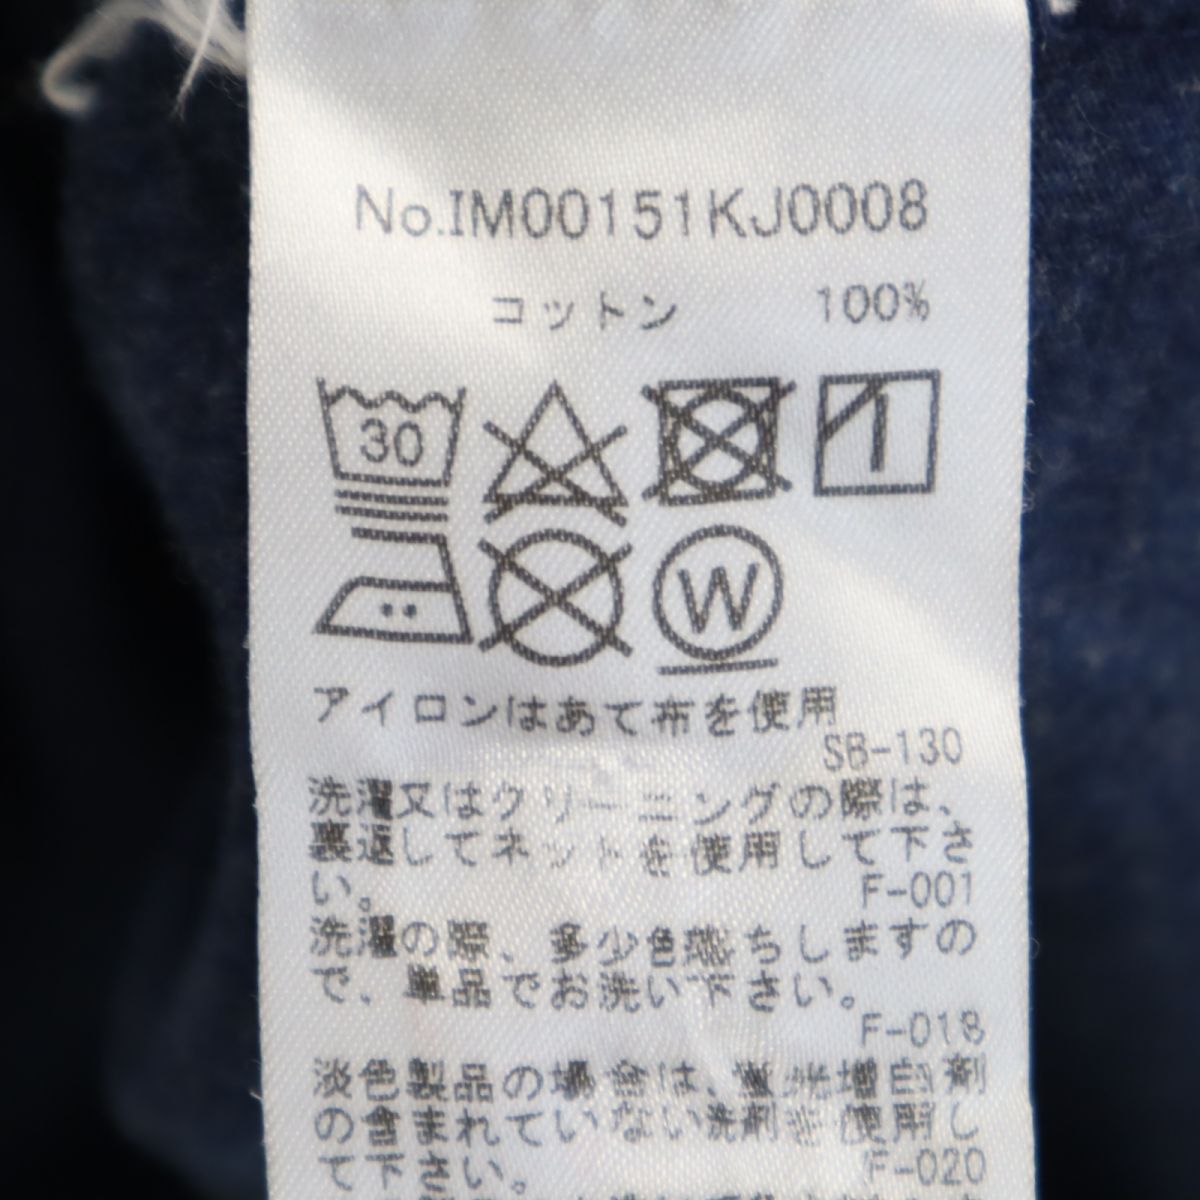 No.IM00151KJ0008
コットン 100%
30
W
アイロンはあて布を使用
SB-130
洗濯又はクリーニングの際は、
裏返してネットを使用して下さ
い。
F-001
洗濯の際、多少色落ちしますの
で、単品でお洗い下さい。
F-018
淡色製品の場合は、蛍光増白剤
の含まれていない洗剤を使用し
て下さい。
F-020